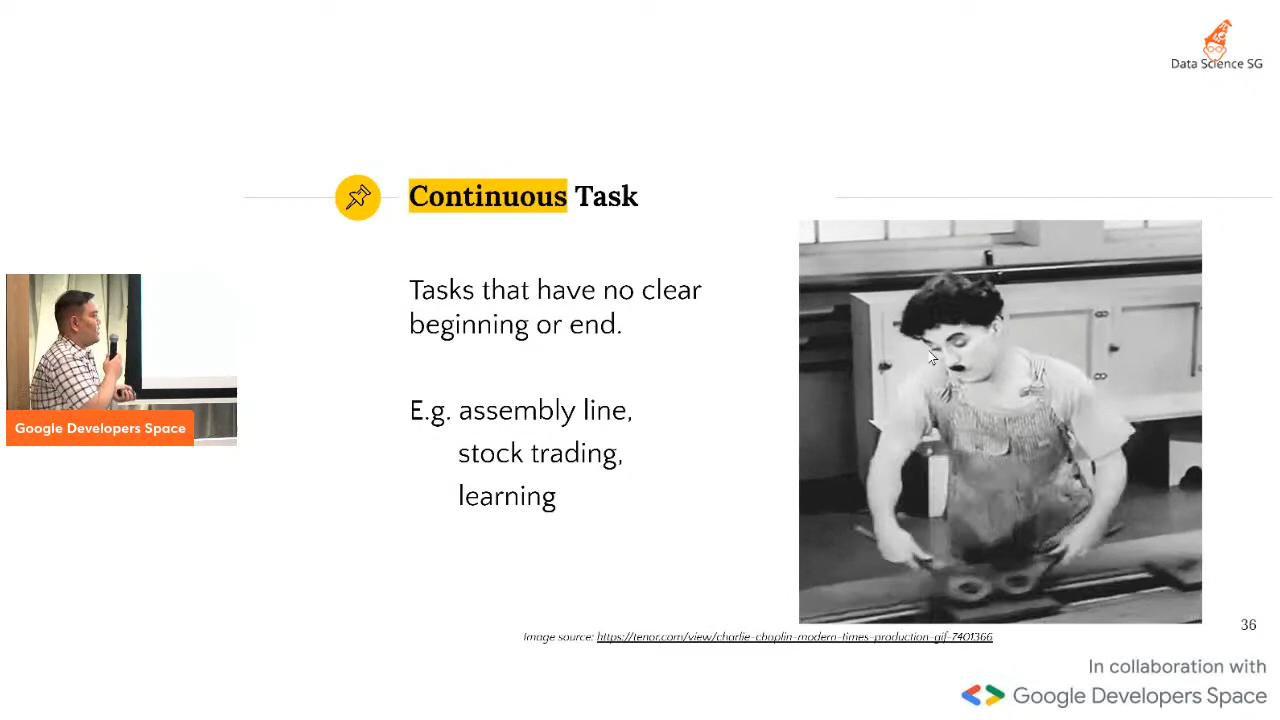 Data Science SG
Continuous Task
Tasks that have no clear
beginning or end.
E.g. assembly line,
stock trading,
learning
Google Developers Space
Image source: https://tenor.com/view/charlie-chaplin-modern-times-production-gif-7401366
36
In collaboration with
Google Developers Space